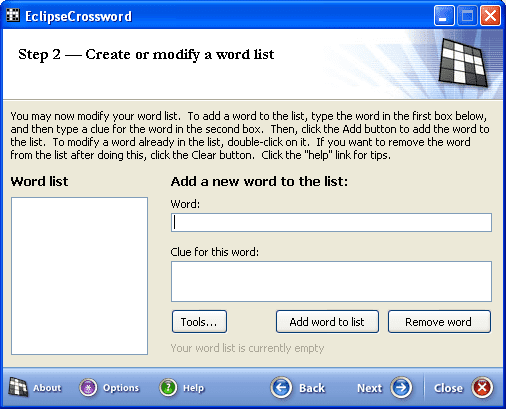 EclipseCrossword
Step 2 — Create or modify a word list
You may now modify your word list.  To add a word to the list, type the word in the first box below,
and then type a clue for the word in the second box.  Then, click the Add button to add the word to
the list.  To modify a word already in the list, double-click on it.  If you want to remove the word
from the list after doing this, click the Clear button.  Click the "help" link for tips.
Word list
Add a new word to the list:
Word:
Clue for this word:
Tools...
Add word to list
Remove word
Your word list is currently empty
About
Options
Help
Back
Next
Close